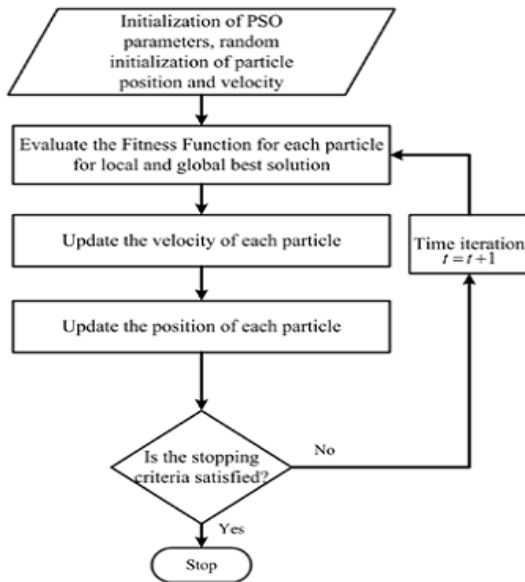 Initialization of PSO
parameters, random
initialization of particle
position and velocity
Evaluate the Fitness Function for each particle
for local and global best solution
Update the velocity of each particle
Time iteration
t = t+1
Update the position of each particle
Is the stopping
criteria satisfied?
No
Yes
Stop